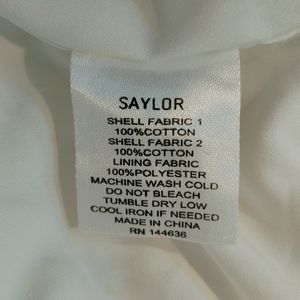 SAYLOR
SHELL FABRIC 1
100%COTTON
SHELL FABRIC 2
100%COTTON
LINING FABRIC
100%POLYESTER
MACHINE WASH COLD
DO NOT BLEACH
TUMBLE DRY LOW
COOL IRON IF NEEDED
MADE IN CHINA
RN 144636